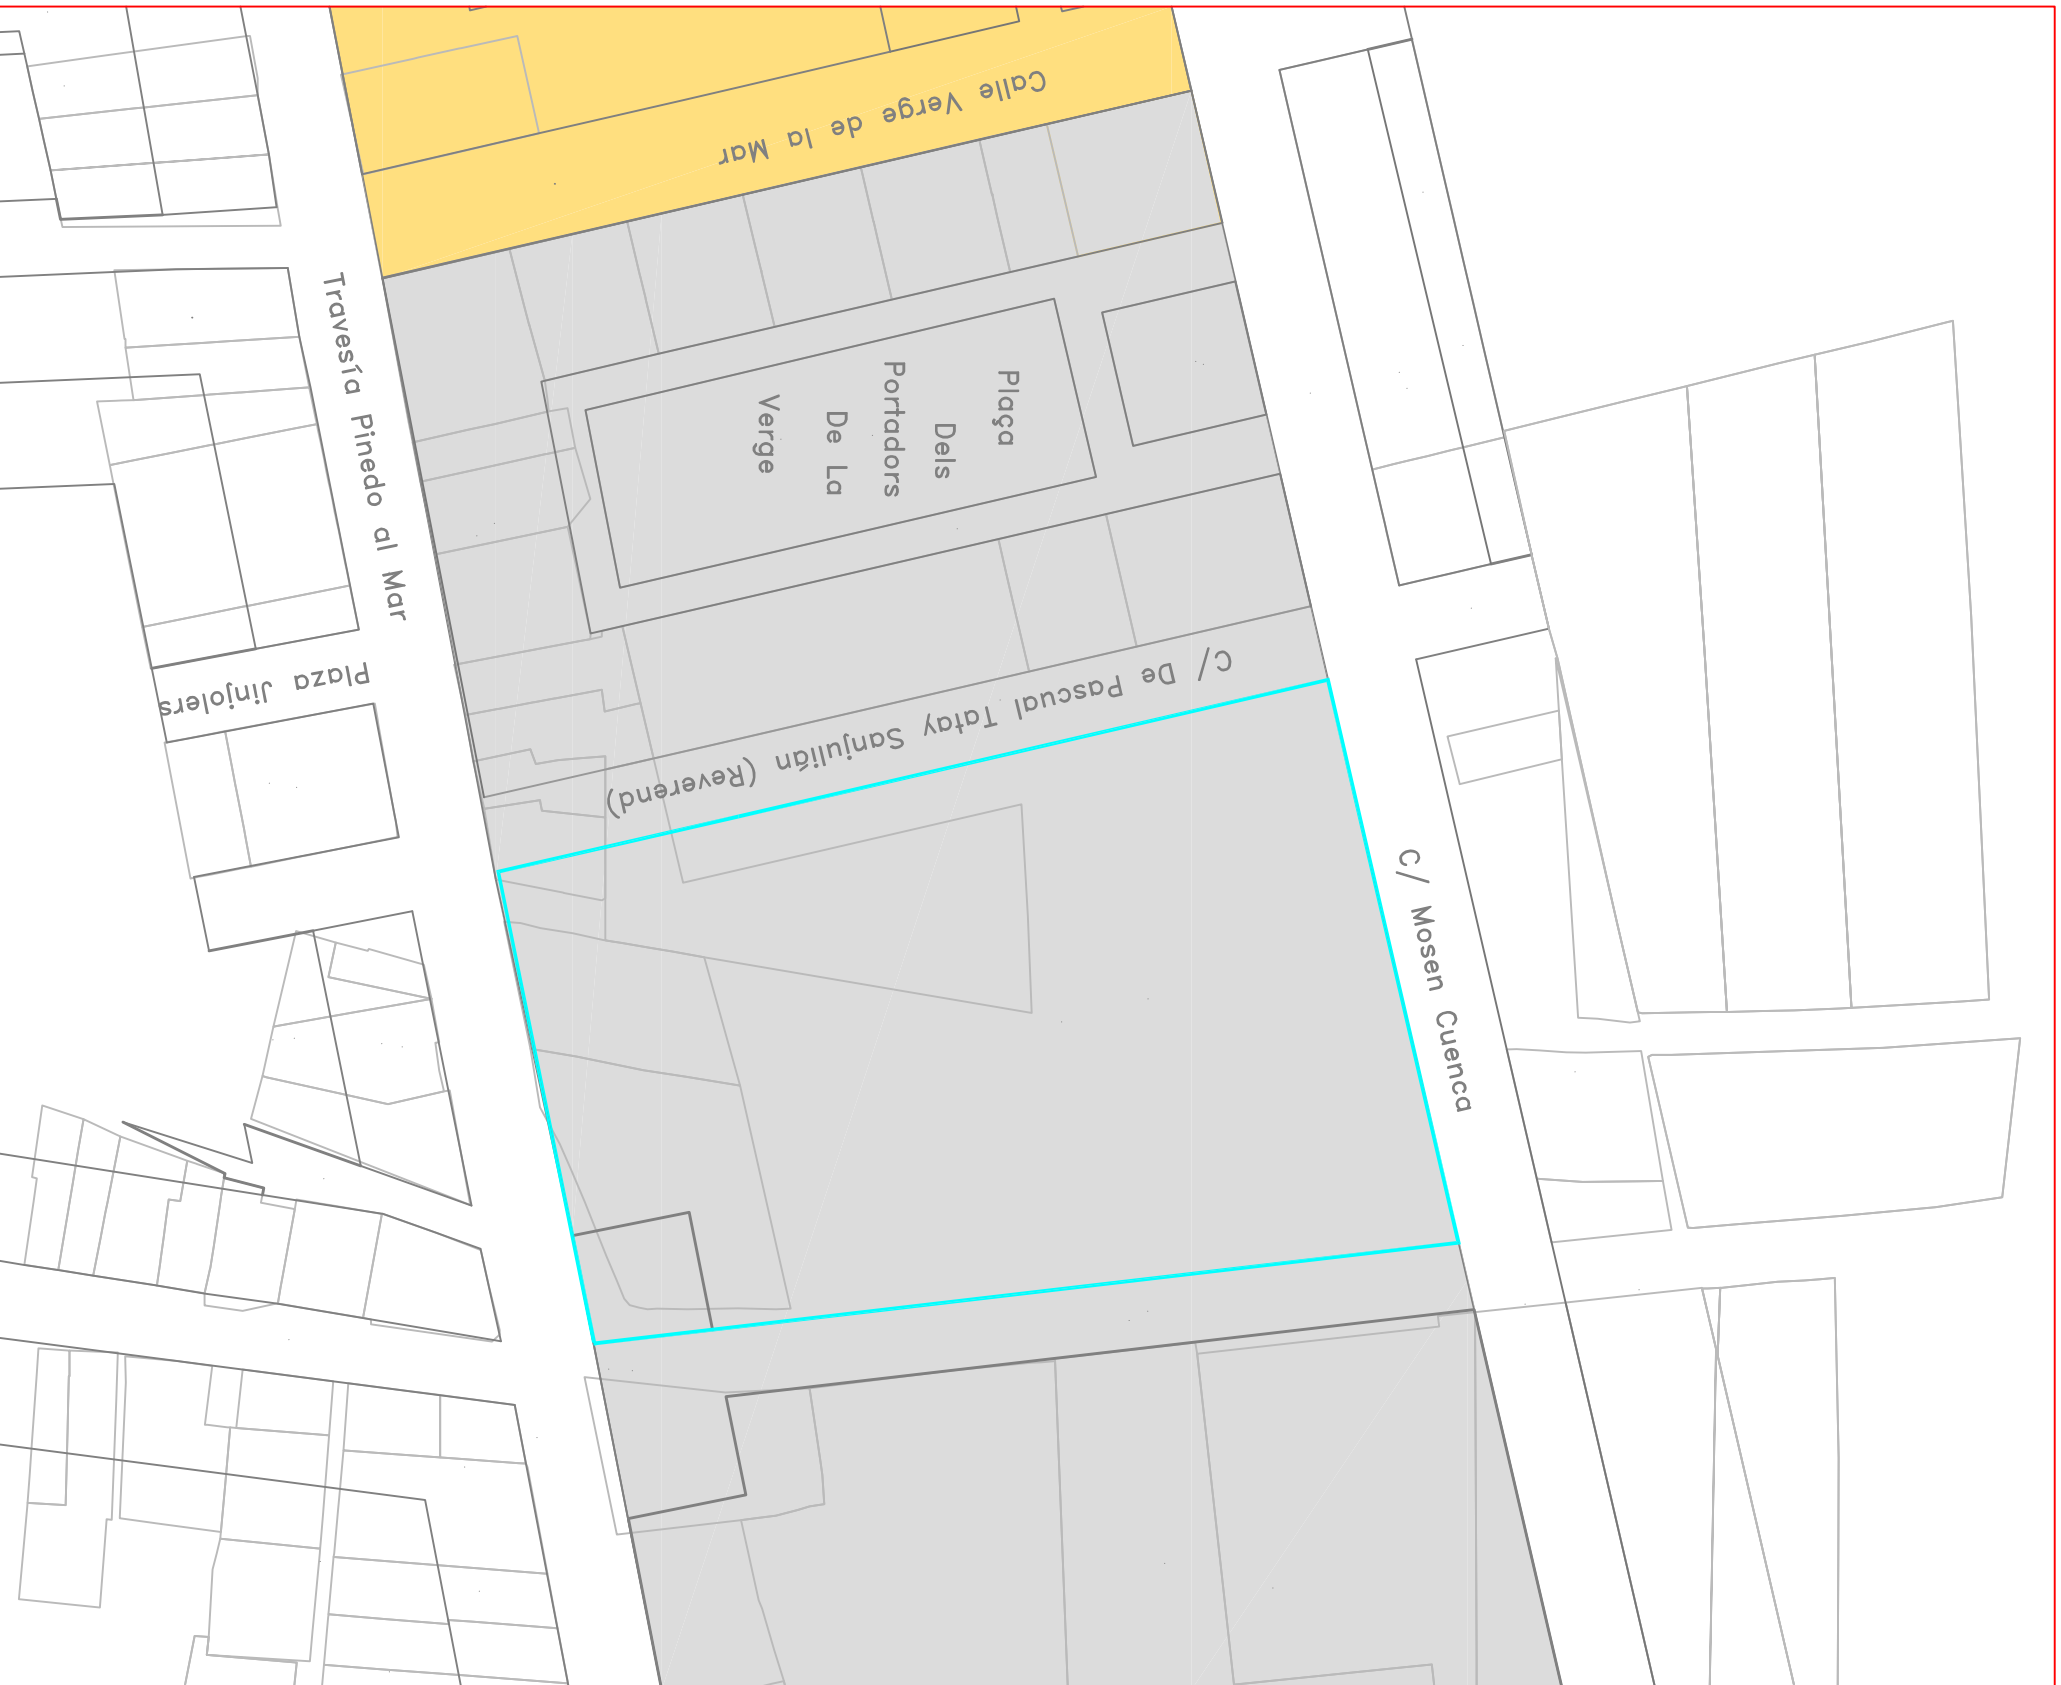 Calle Verge de la Mar
Travesía Pinedo al Mar
Plaça
Dels
Portadors
De La
Verge
Plaza Jinjolers
C/ De Pascual Tatay Sanjulián (Reverend)
C/ Mosen Cuenca